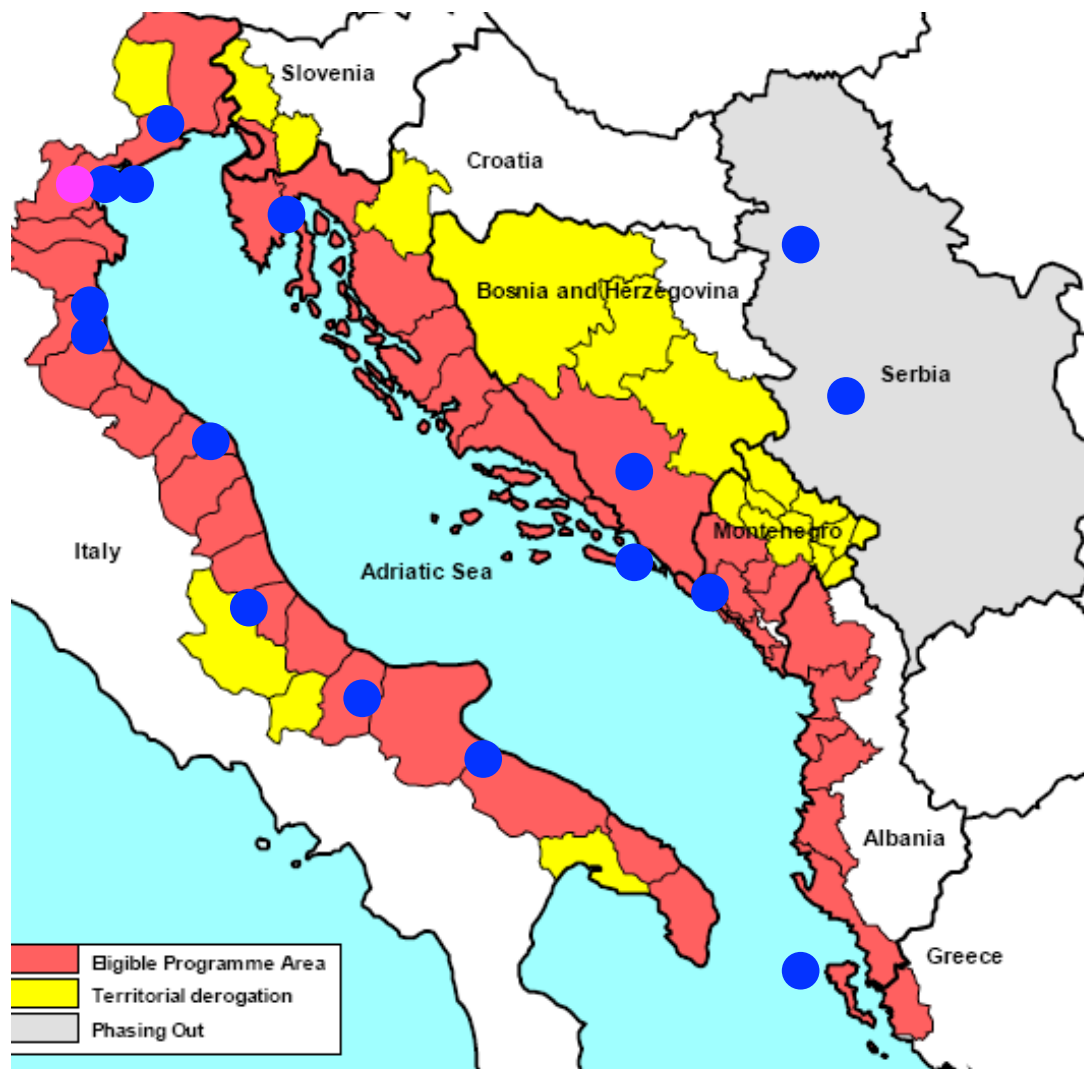 Slovenia
Croatia
Bosnia and Herzegovina
Serbia
Montenegro
Italy
Adriatic Sea
Albania
Greece
Eligible Programme Area
Territorial derogation
Phasing Out